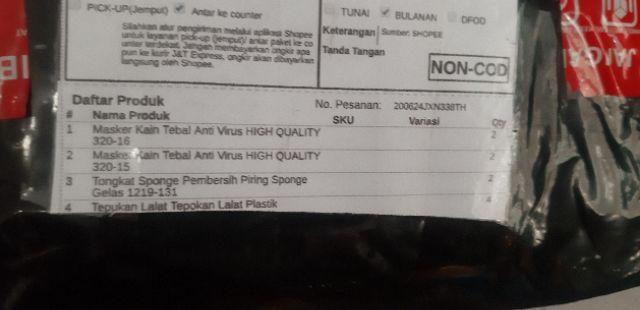 PICK-UP(Jemput) Antar ke counter
TUNAI BULANAN DFOD
Silahkan atur pengiriman melalui aplikasi Shopee
untuk layanan pick-up (jemput)/ antar paket ke co
unter terdekat. Jangan membayarkan ongkir apa
pun ke kurir J&T Express, ongkir akan dibayarkan
langsung oleh Shopee.
Keterangan Sumber: SHOPEE
Tanda Tangan
NON-COD
Daftar Produk No. Pesanan: 200624JXN338TH
# Nama Produk SKU Variasi Qty
1 Masker Kain Tebal Anti Virus HIGH QUALITY 2
320-16
2 Masker Kain Tebal Anti Virus HIGH QUALITY 2
320-15
3 Tongkat Sponge Pembersih Piring Sponge 2
Gelas 1219-131
4 Tepukan Lalat Tepokan Lalat Plastik 4